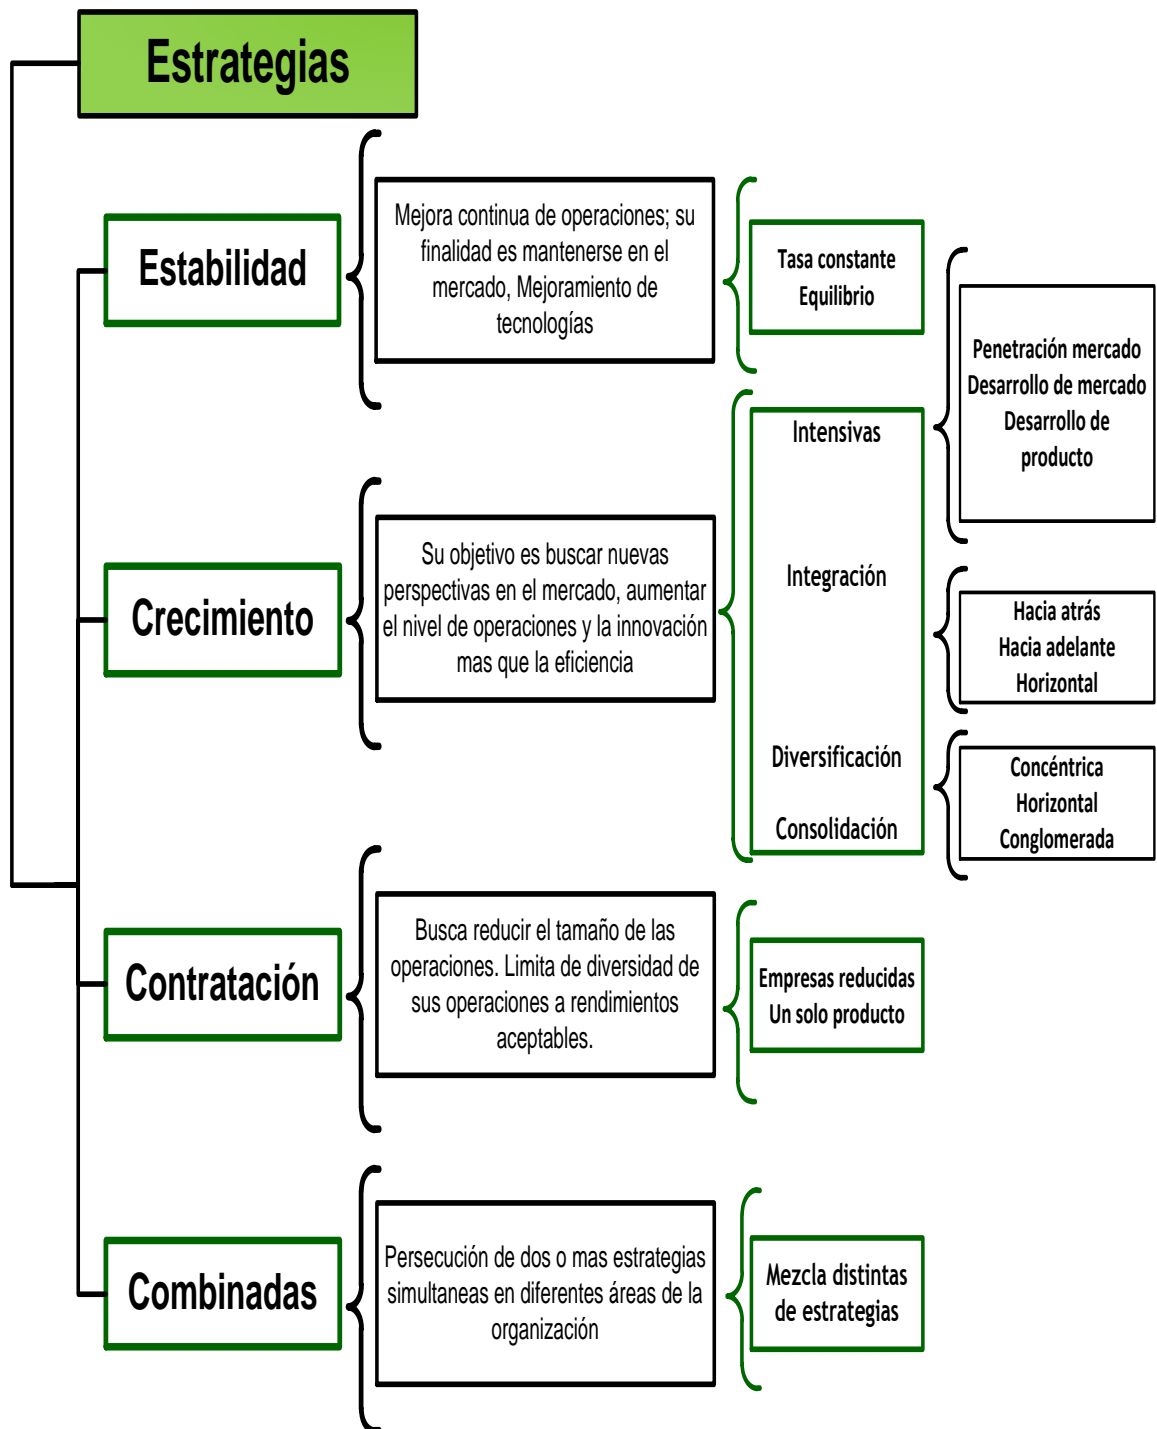 Estrategias
Estabilidad
Mejora continua de operaciones; su
finalidad es mantenerse en el
mercado, Mejoramiento de
tecnologías
Tasa constante
Equilibrio
Crecimiento
Su objetivo es buscar nuevas
perspectivas en el mercado, aumentar
el nivel de operaciones y la innovación
mas que la eficiencia
Intensivas
Penetración mercado
Desarrollo de mercado
Desarrollo de
producto
Integración
Hacia atrás
Hacia adelante
Horizontal
Diversificación
Consolidación
Concéntrica
Horizontal
Conglomerada
Contratación
Busca reducir el tamaño de las
operaciones. Limita de diversidad de
sus operaciones a rendimientos
aceptables.
Empresas reducidas
Un solo producto
Combinadas
Persecución de dos o mas estrategias
simultaneas en diferentes áreas de la
organización
Mezcla distintas
de estrategias